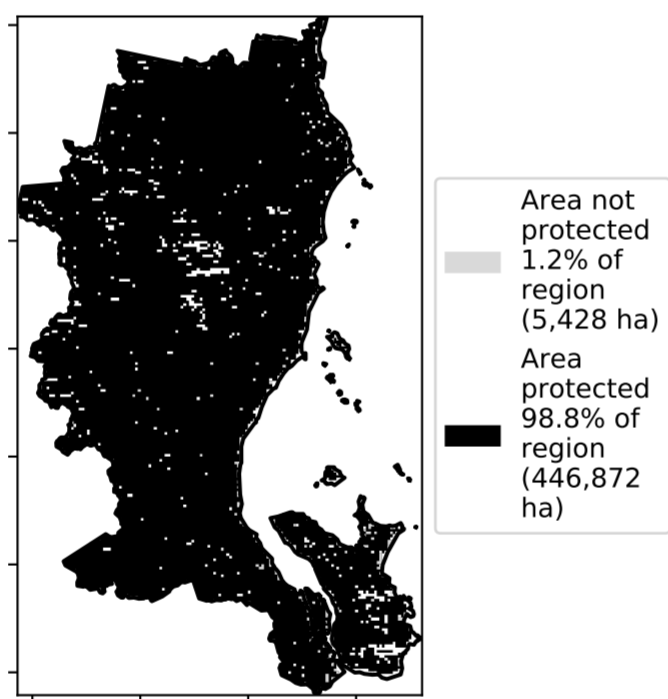 Area not
protected
1.2% of
region
(5,428 ha)
Area
protected
98.8% of
region
(446,872
ha)